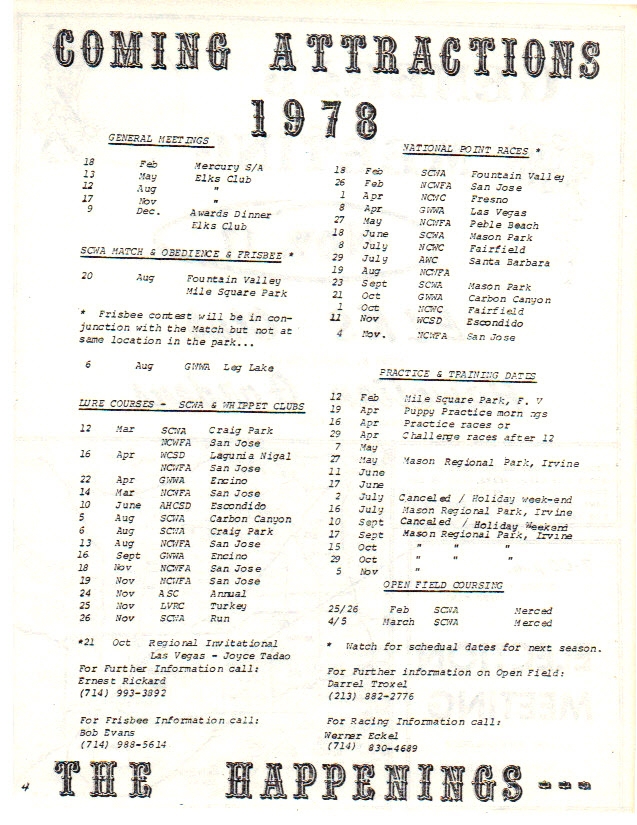 COMING ATTRACTIONS
1978
GENERAL MEETINGS
18 Feb Mercury S/A
13 May Elks Club
12 Aug "
17 Nov "
9 Dec. Awards Dinner
Elks Club
SCWA MATCH & OBEDIENCE & FRISBEE *
20 Aug Fountain Valley
Mile Square Park
* Frisbee contest will be in con-
junction with the Match but not at
same location in the park...
6 Aug GWWA Leg Lake
LURE COURSES - SCWA & WHIPPET CLUBS
12 Mar SCWA Craig Park
NCWFA San Jose
16 Apr WCSD Lagunia Nigal
NCWFA San Jose
22 Apr GWWA Encino
14 Mar NCWFA San Jose
10 June AHCSD Escondido
5 Aug SCWA Carbon Canyon
6 Aug SCWA Craig Park
13 Aug NCWFA San Jose
16 Sept GWWA Encino
18 Nov NCWFA San Jose
19 Nov NCWFA San Jose
24 Nov ASC Annual
25 Nov LVRC Turkey
26 Nov SCWA Run
*21 Oct Regional Invitational
Las Vegas - Joyce Tadao
For Further Information call:
Ernest Rickard
(714) 993-3892
For Frisbee Information call:
Bob Evans
(714) 988-5614
NATIONAL POINT RACES *
18 Feb SCWA Fountain Valley
26 Feb NCWFA San Jose
1 Apr NCWC Fresno
8 Apr GWWA Las Vegas
27 May NCWFA Peble Beach
18 June SCWA Mason Park
8 July NCWC Fairfield
29 July AWC Santa Barbara
19 Aug NCWFA
23 Sept SCWA Mason Park
21 Oct GWWA Carbon Canyon
1 Oct NCWC Fairfield
11 Nov WCSD Escondido
4 Nov. NCWFA San Jose
PRACTICE & TRAINING DATES
12 Feb Mile Square Park, F. V
19 Apr Puppy Practice morn ngs
16 Apr Practice races or
29 Apr Challenge races after 12
7 May
27 May Mason Regional Park, Irvine
11 June
17 June
2 July Canceled / Holiday week-end
16 July Mason Regional Park, Irvine
10 Sept Canceled / Holiday Weekend
17 Sept Mason Regional Park, Irvine
15 Oct " " "
29 Oct " " "
5 Nov "
OPEN FIELD COURSING
25/26 Feb SCWA Merced
4/5 March SCWA Merced
* Watch for schedual dates for next season.
For Further information on Open Field:
Darrel Troxel
(213) 882-2776
For Racing Information call:
Werner Eckel
(714) 830-4689
4 THE HAPPENINGS---